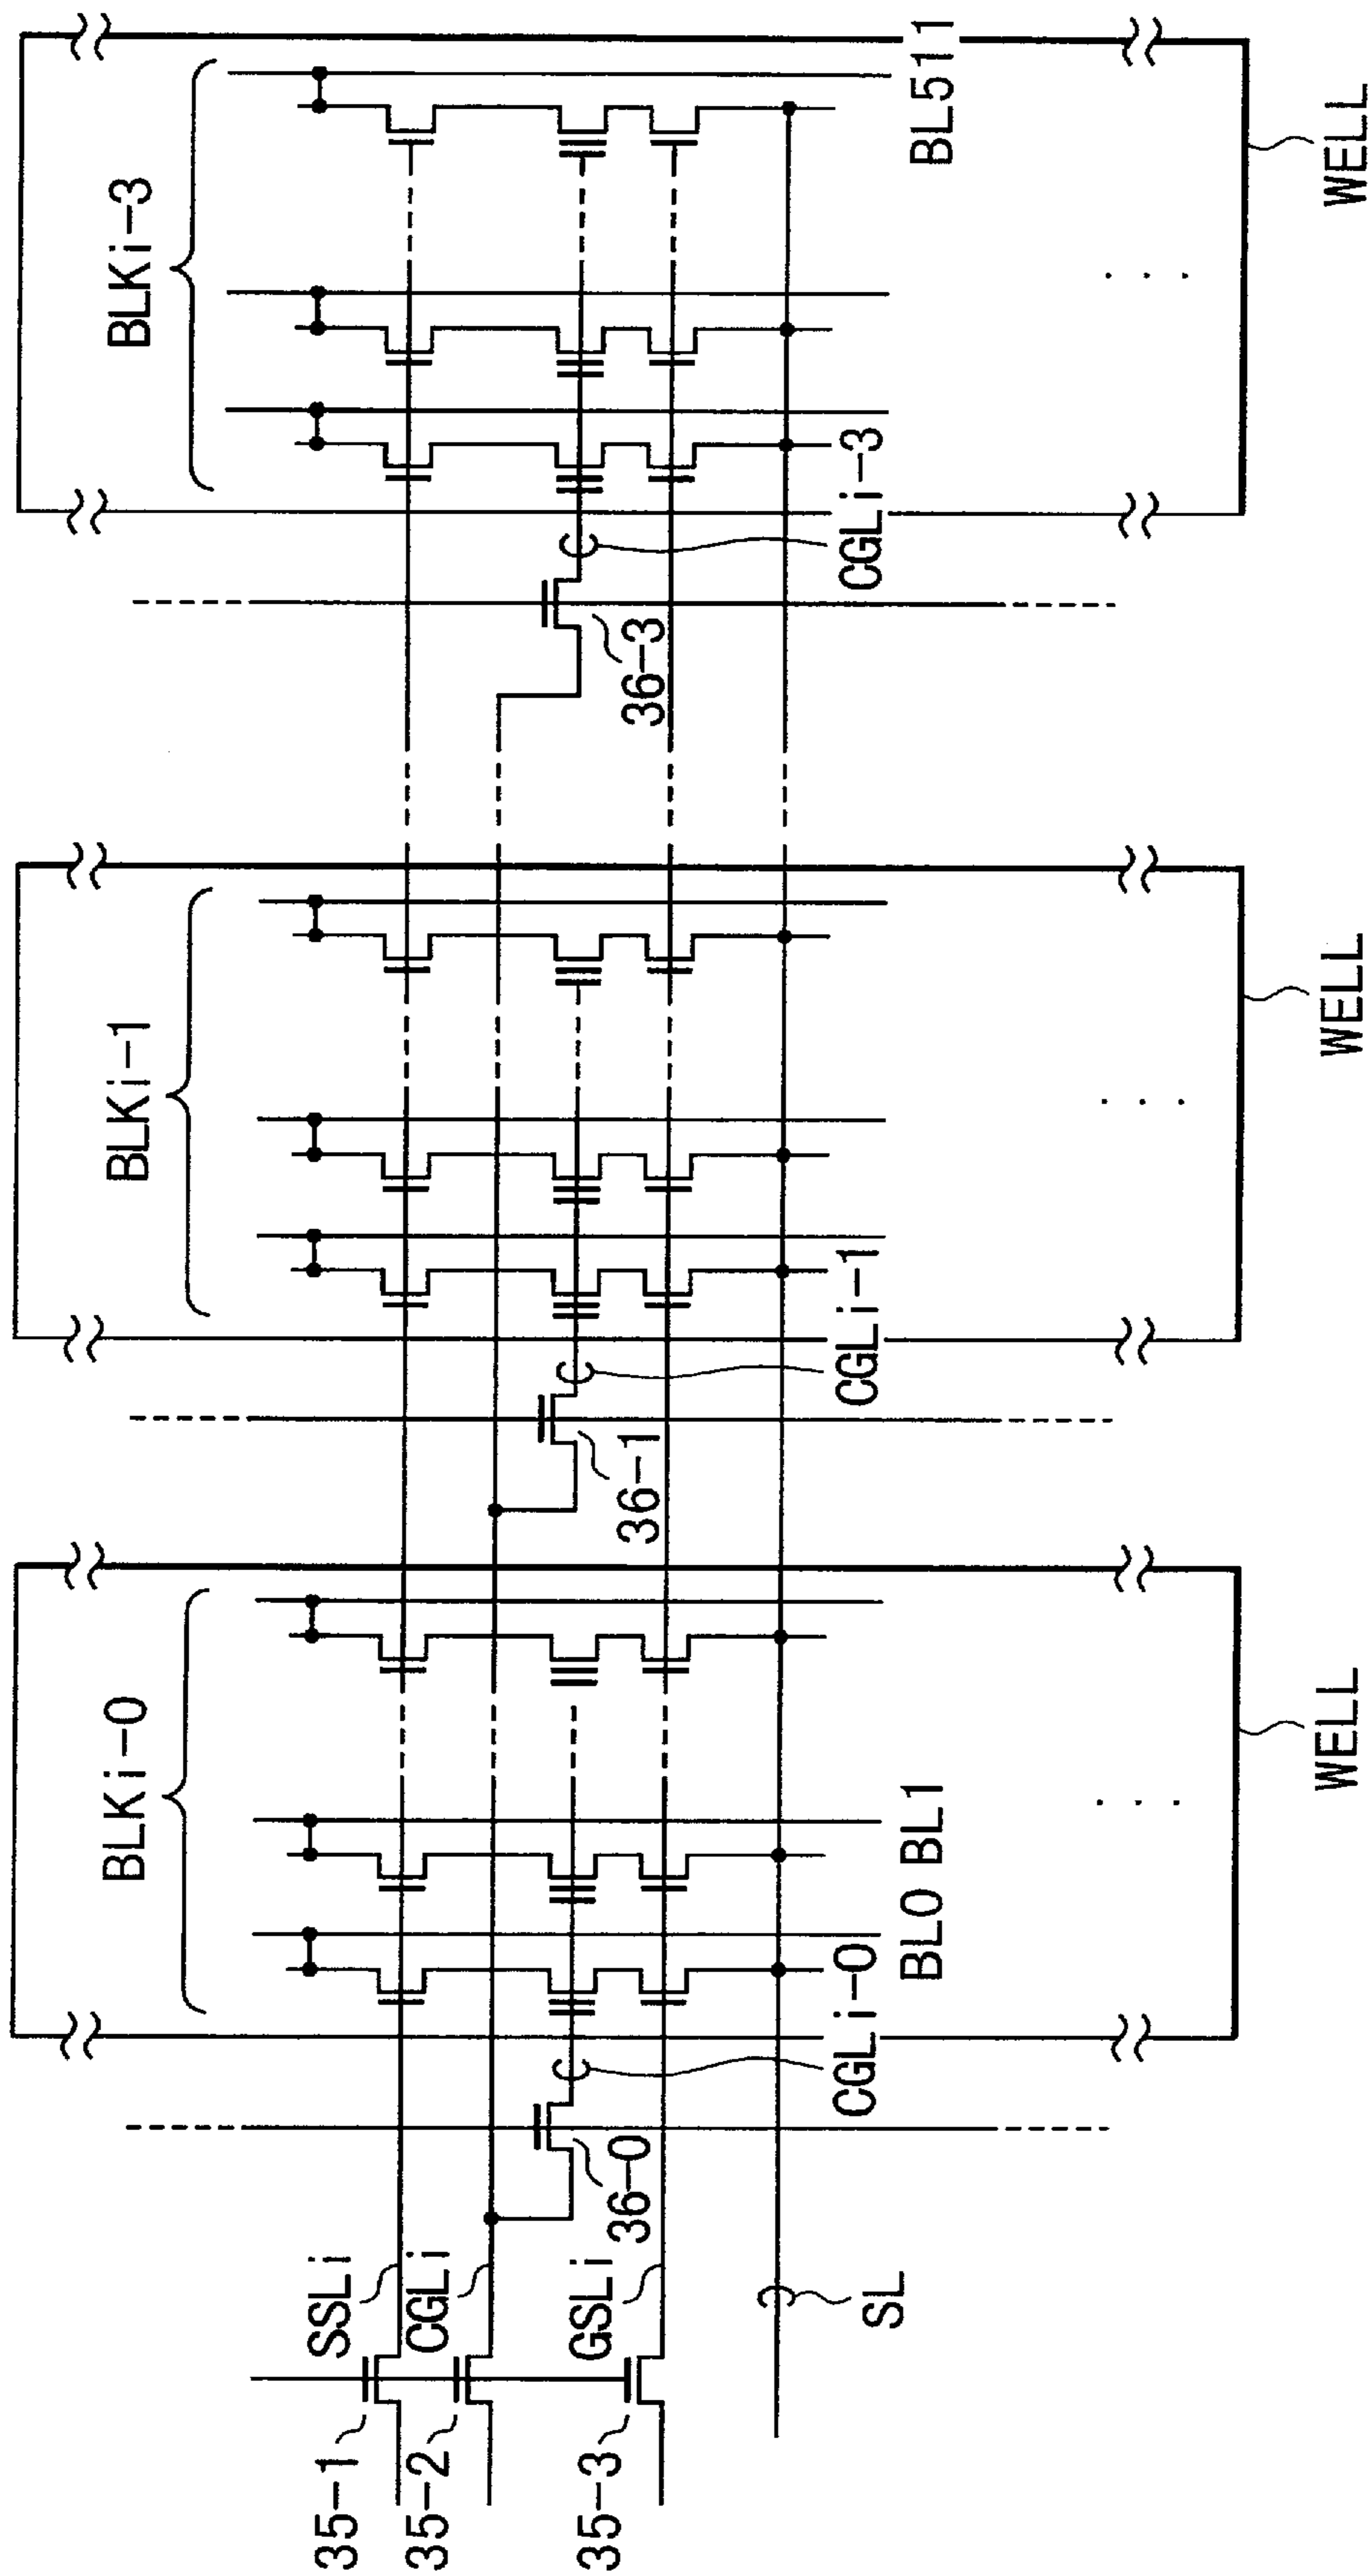 BLKi-0
BLKi-1
BLKi-3
35-1
SSLi
35-2
CGLi
35-3
GSLi
36-0
36-1
36-3
SL
CGLi-0
CGLi-1
CGLi-3
BL0 BL1
BL511
WELL
WELL
WELL